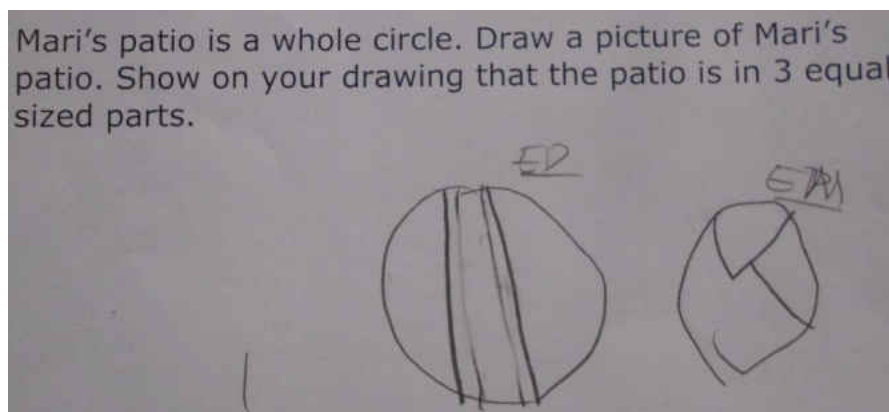 Mari's patio is a whole circle. Draw a picture of Mari's
patio. Show on your drawing that the patio is in 3 equal
sized parts.